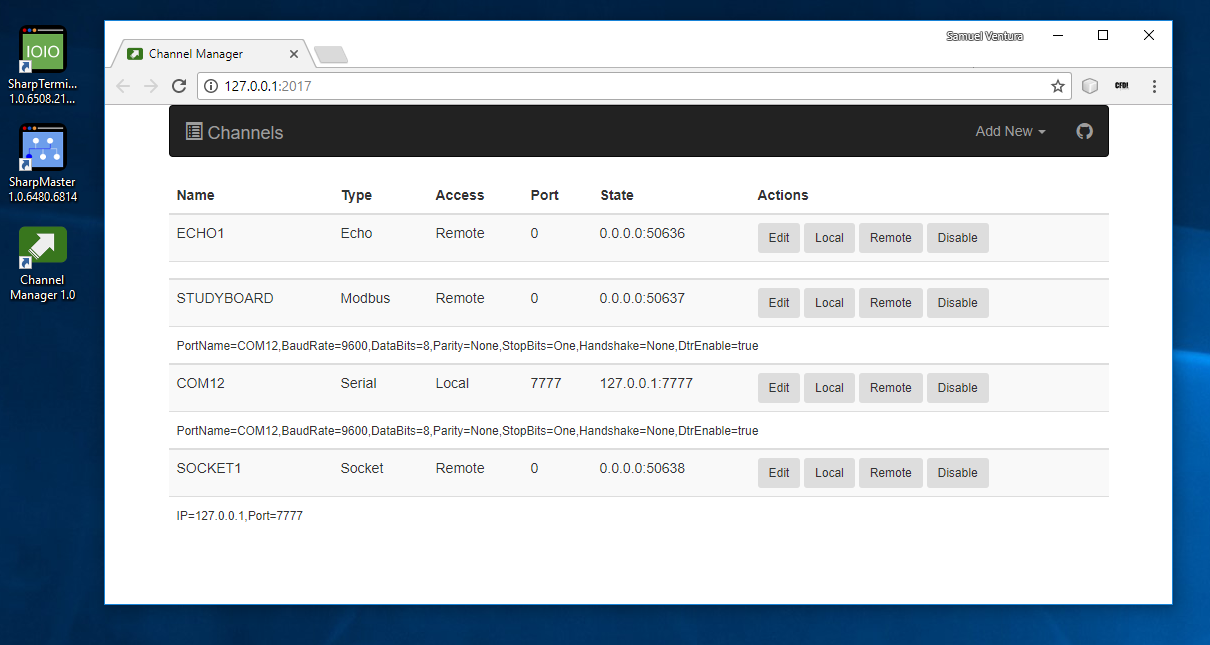 IOIO
SharpTermi...
1.0.6508.21...
SharpMaster
1.0.6480.6814
Channel
Manager 1.0
Samuel Ventura
Channel Manager
127.0.0.1:2017
CFD!
Channels
Add New
Name Type Access Port State Actions
ECHO1 Echo Remote 0 0.0.0.0:50636 Edit Local Remote Disable
STUDYBOARD Modbus Remote 0 0.0.0.0:50637 Edit Local Remote Disable
PortName=COM12,BaudRate=9600,DataBits=8,Parity=None,StopBits=One,Handshake=None,DtrEnable=true
COM12 Serial Local 7777 127.0.0.1:7777 Edit Local Remote Disable
PortName=COM12,BaudRate=9600,DataBits=8,Parity=None,StopBits=One,Handshake=None,DtrEnable=true
SOCKET1 Socket Remote 0 0.0.0.0:50638 Edit Local Remote Disable
IP=127.0.0.1,Port=7777